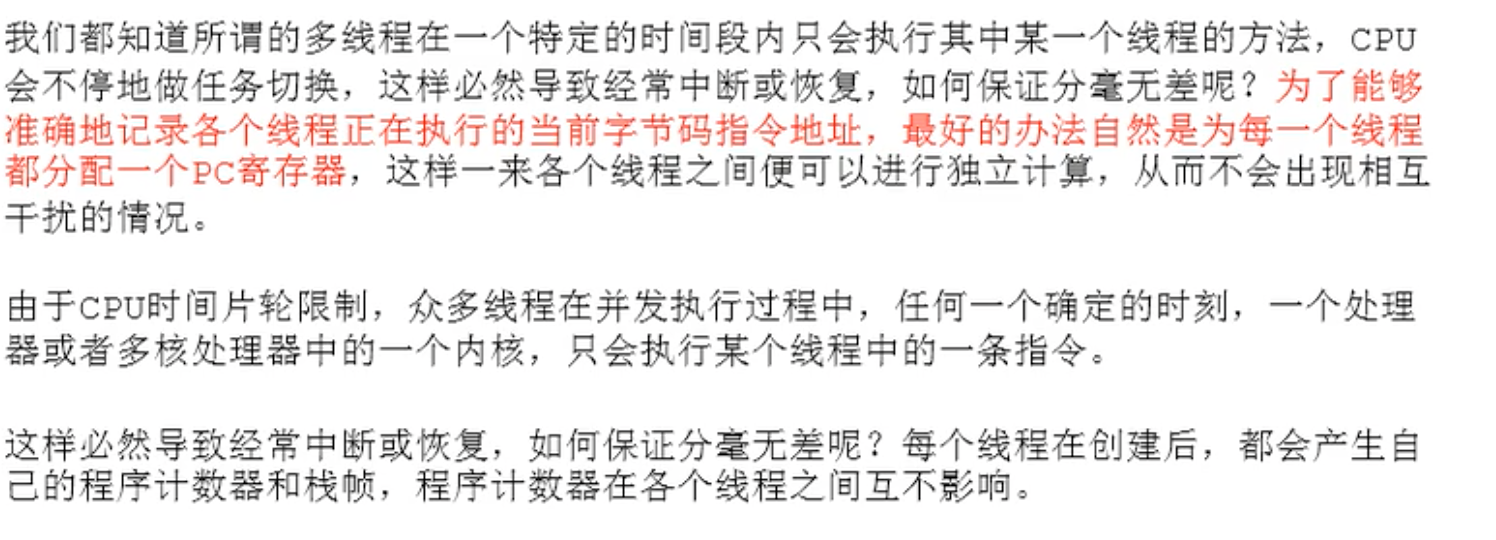 我们都知道所谓的多线程在一个特定的时间段内只会执行其中某一个线程的方法，CPU
会不停地做任务切换，这样必然导致经常中断或恢复，如何保证分毫无差呢？为了能够
准确地记录各个线程正在执行的当前字节码指令地址，最好的办法自然是为每一个线程
都分配一个PC寄存器，这样一来各个线程之间便可以进行独立计算，从而不会出现相互
干扰的情况。
由于CPU时间片轮限制，众多线程在并发执行过程中，任何一个确定的时刻，一个处理
器或者多核处理器中的一个内核，只会执行某个线程中的一条指令。
这样必然导致经常中断或恢复，如何保证分毫无差呢？每个线程在创建后，都会产生自
己的程序计数器和栈帧，程序计数器在各个线程之间互不影响。